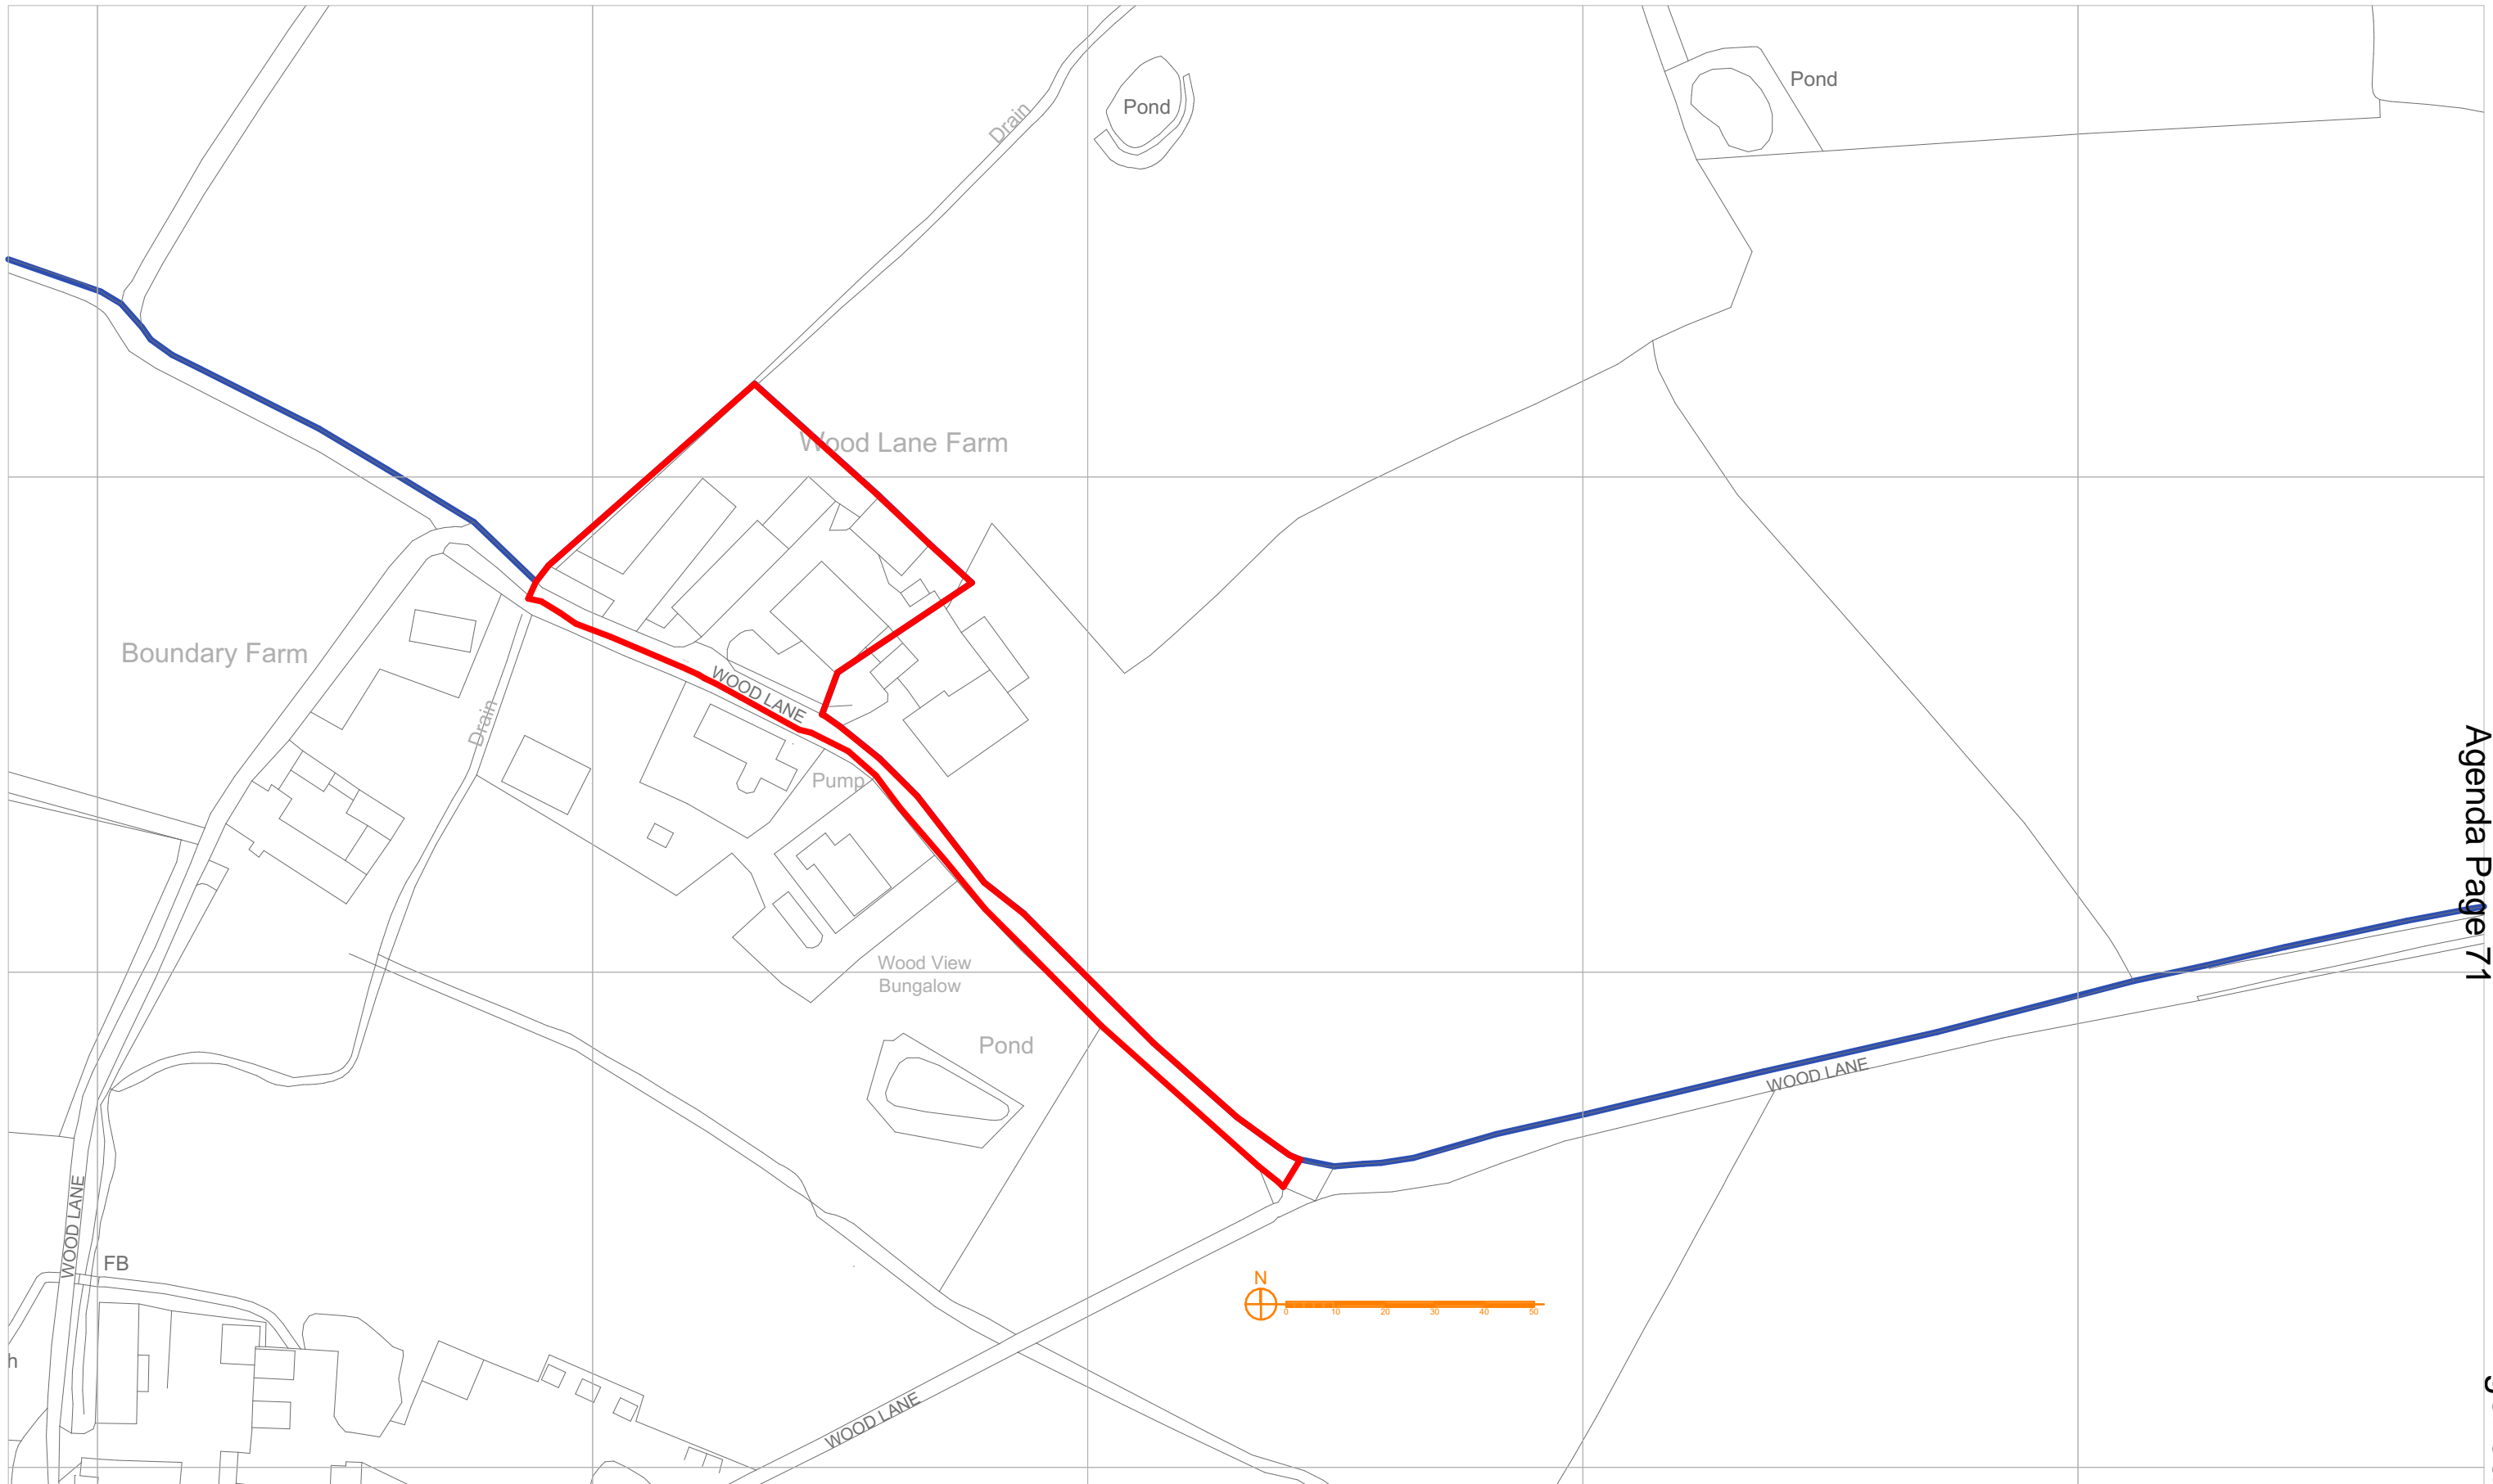 Pond
Pond
Drain
Wood Lane Farm
Boundary Farm
WOOD LANE
Drain
Pump
Agenda Page 71
Wood View
Bungalow
Pond
WOOD LANE
WOOD LANE
FB
N
0 10 20 30 40 50
h
WOOD LANE